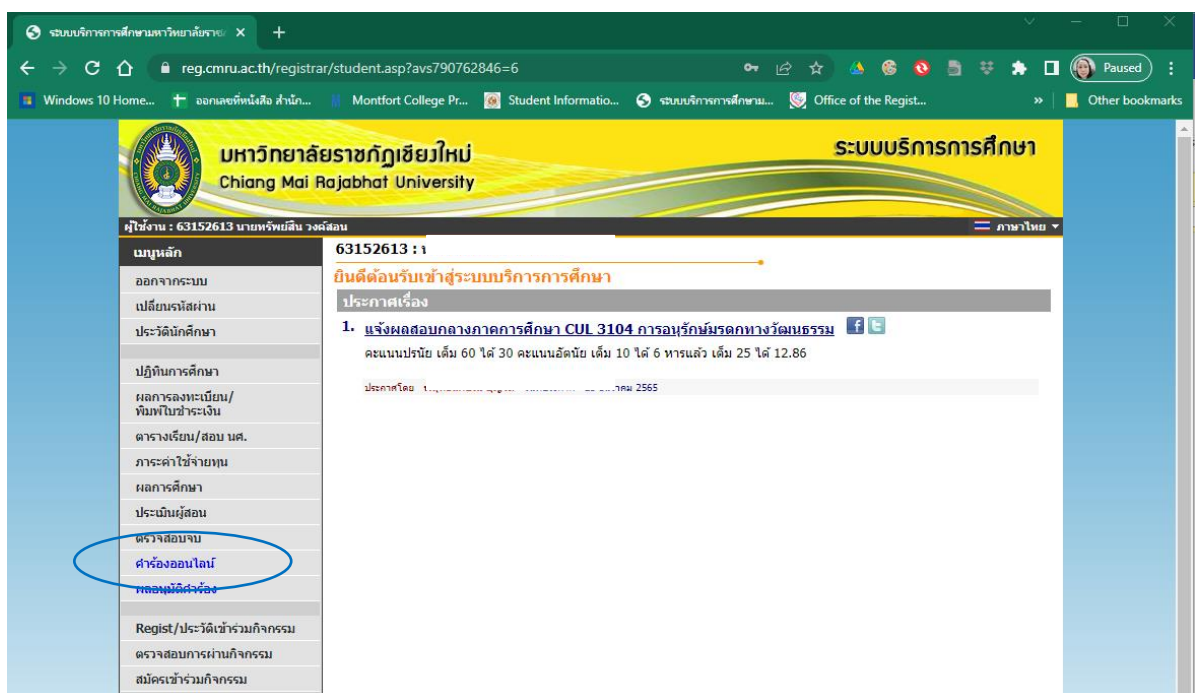 ระบบบริการการศึกษามหาวิทยาลัยราช
reg.cmru.ac.th/registrar/student.asp?avs790762846=6
Paused
Windows 10 Home...
ออกเลขที่หนังสือ สำนัก...
Montfort College Pr...
Student Informatio...
ระบบบริการการศึกษาม...
Office of the Regist...
»
Other bookmarks
มหาวิทยาลัยราชภัฏเชียงใหม่
ระบบบริการการศึกษา
Chiang Mai Rajabhat University
ผู้ใช้งาน : 63152613 นายทรัพย์สิน วงค์สอน
ภาษาไทย
เมนูหลัก
63152613 :
ออกจากระบบ
ยินดีต้อนรับเข้าสู่ระบบบริการการศึกษา
เปลี่ยนรหัสผ่าน
ประกาศเรื่อง
ประวัตินักศึกษา
1. แจ้งผลสอบกลางภาคการศึกษา CUL 3104 การอนุรักษ์มรดกทางวัฒนธรรม
คะแนนปรนัย เต็ม 60 ได้ 30 คะแนนอัตนัย เต็ม 10 ได้ 6 หารแล้ว เต็ม 25 ได้ 12.86
ปฏิทินการศึกษา
ประกาศโดย
2565
ผลการลงทะเบียน/
พิมพ์ใบชำระเงิน
ตารางเรียน/สอบ นศ.
ภาระค่าใช้จ่ายทุน
ผลการศึกษา
ประเมินผู้สอน
ตรวจสอบจบ
คำร้องออนไลน์
ผลอนุมัติคำร้อง
Regist/ประวัติเข้าร่วมกิจกรรม
ตรวจสอบการผ่านกิจกรรม
สมัครเข้าร่วมกิจกรรม